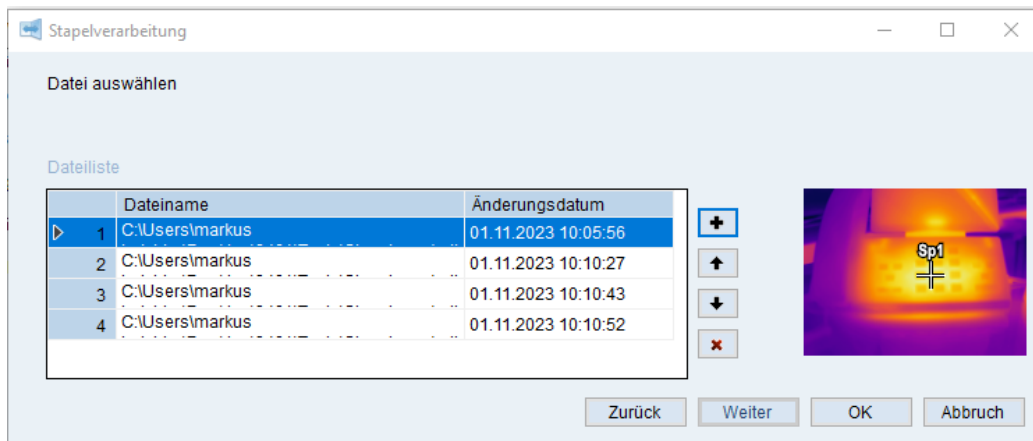 Stapelverarbeitung
Datei auswählen
Dateiliste
Dateiname Änderungsdatum
1 C:\Users\markus 01.11.2023 10:05:56
2 C:\Users\markus 01.11.2023 10:10:27
3 C:\Users\markus 01.11.2023 10:10:43
4 C:\Users\markus 01.11.2023 10:10:52
Sp1
Zurück Weiter OK Abbruch